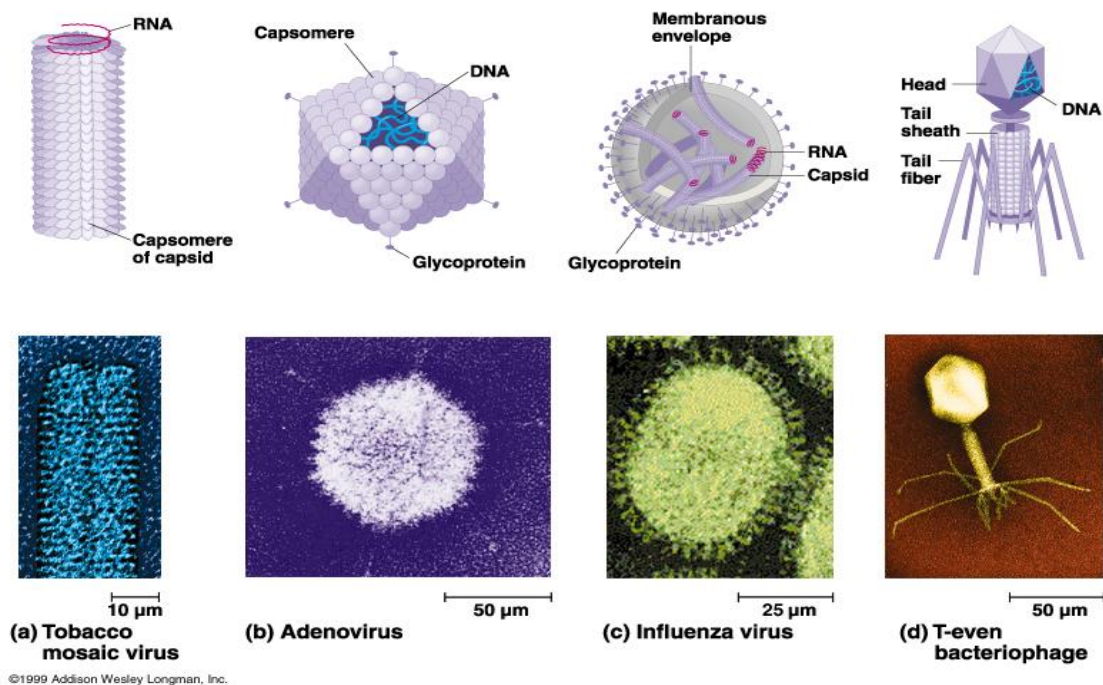 RNA
Capsomere
of capsid
Capsomere
DNA
Glycoprotein
Membranous
envelope
RNA
Capsid
Glycoprotein
Head
DNA
Tail
sheath
Tail
fiber
10 µm
50 µm
25 µm
50 µm
(a) Tobacco
mosaic virus
(b) Adenovirus
(c) Influenza virus
(d) T-even
bacteriophage
©1999 Addison Wesley Longman, Inc.